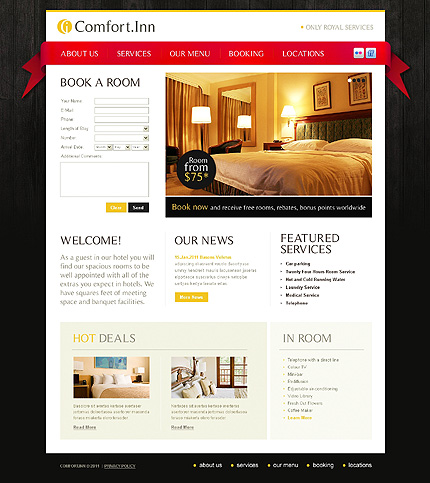 Comfort.Inn
• ONLY ROYAL SERVICES
ABOUT US
SERVICES
OUR MENU
BOOKING
LOCATIONS
BOOK A ROOM
Your Name:
E-Mail:
Phone:
Length of Stay:
Number:
Arrive Date:
Additional Comments:
Clear
Send
Room
from
$75*
Book now and receive free rooms, rebates, bonus points worldwide
WELCOME!
As a guest in our hotel you will
find our spacious rooms to be
well appointed with all of the
extras you expect in hotels. We
have squares feet of meeting
space and banquet facilities.
OUR NEWS
More News
FEATURED
SERVICES
• Car parking
• Twenty Four Hours Room Service
• Hot and Cold Running Water
• Laundry Service
• Medical Service
• Telephone
HOT DEALS
Read More
Read More
IN ROOM
Telephone with a direct line
Colour TV
Minibar
Individually air-conditioning
Video Library
Fresh Cut Flowers
Coffee Maker
Learn More
COMFORT.INN © 2011 | PRIVACY POLICY
• about us
• services
• our menu
• booking
• locations